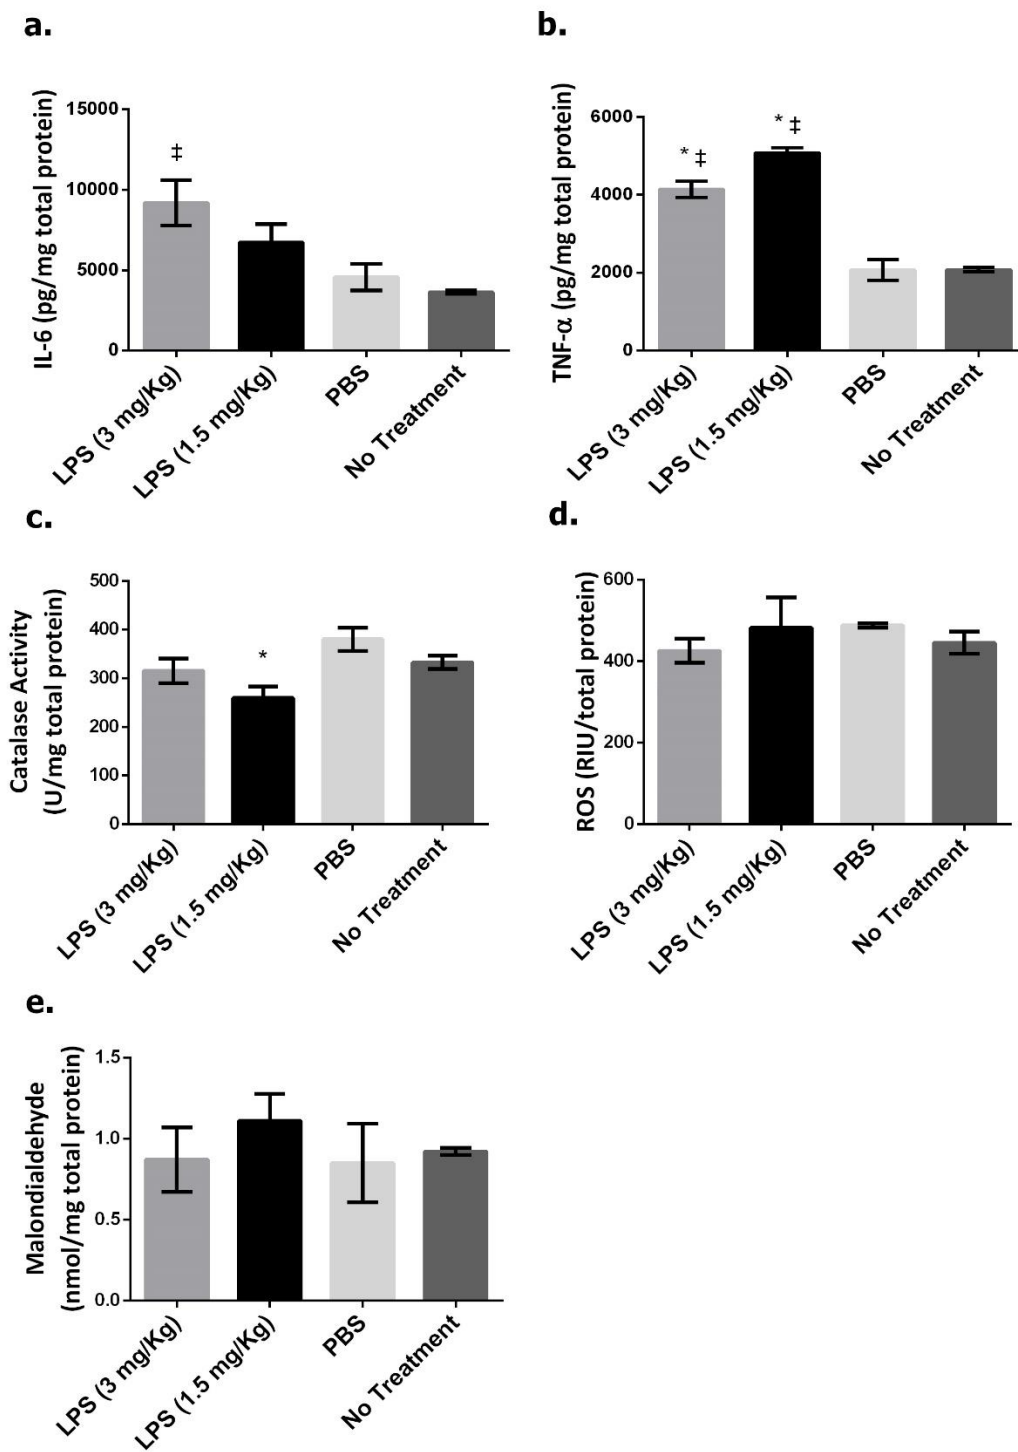 a.
IL-6 (pg/mg total protein)
15000
10000
5000
0
‡
LPS (3 mg/Kg)
LPS (1.5 mg/Kg)
PBS
No Treatment
b.
TNF-α (pg/mg total protein)
6000
4000
2000
0
* ‡
* ‡
LPS (3 mg/Kg)
LPS (1.5 mg/Kg)
PBS
No Treatment
c.
Catalase Activity
(U/mg total protein)
500
400
300
200
100
0
*
LPS (3 mg/Kg)
LPS (1.5 mg/Kg)
PBS
No Treatment
d.
ROS (RIU/total protein)
600
400
200
0
LPS (3 mg/Kg)
LPS (1.5 mg/Kg)
PBS
No Treatment
e.
Malondialdehyde
(nmol/mg total protein)
1.5
1.0
0.5
0.0
LPS (3 mg/Kg)
LPS (1.5 mg/Kg)
PBS
No Treatment